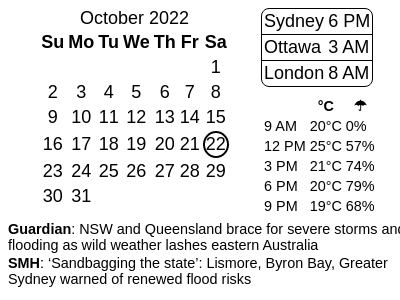 October 2022
Su Mo Tu We Th Fr Sa
1
2 3 4 5 6 7 8
9 10 11 12 13 14 15
16 17 18 19 20 21 22
23 24 25 26 27 28 29
30 31
Sydney 6 PM
Ottawa 3 AM
London 8 AM
°C ☂
9 AM 20°C 0%
12 PM 25°C 57%
3 PM 21°C 74%
6 PM 20°C 79%
9 PM 19°C 68%
Guardian: NSW and Queensland brace for severe storms and
flooding as wild weather lashes eastern Australia
SMH: ‘Sandbagging the state’: Lismore, Byron Bay, Greater
Sydney warned of renewed flood risks